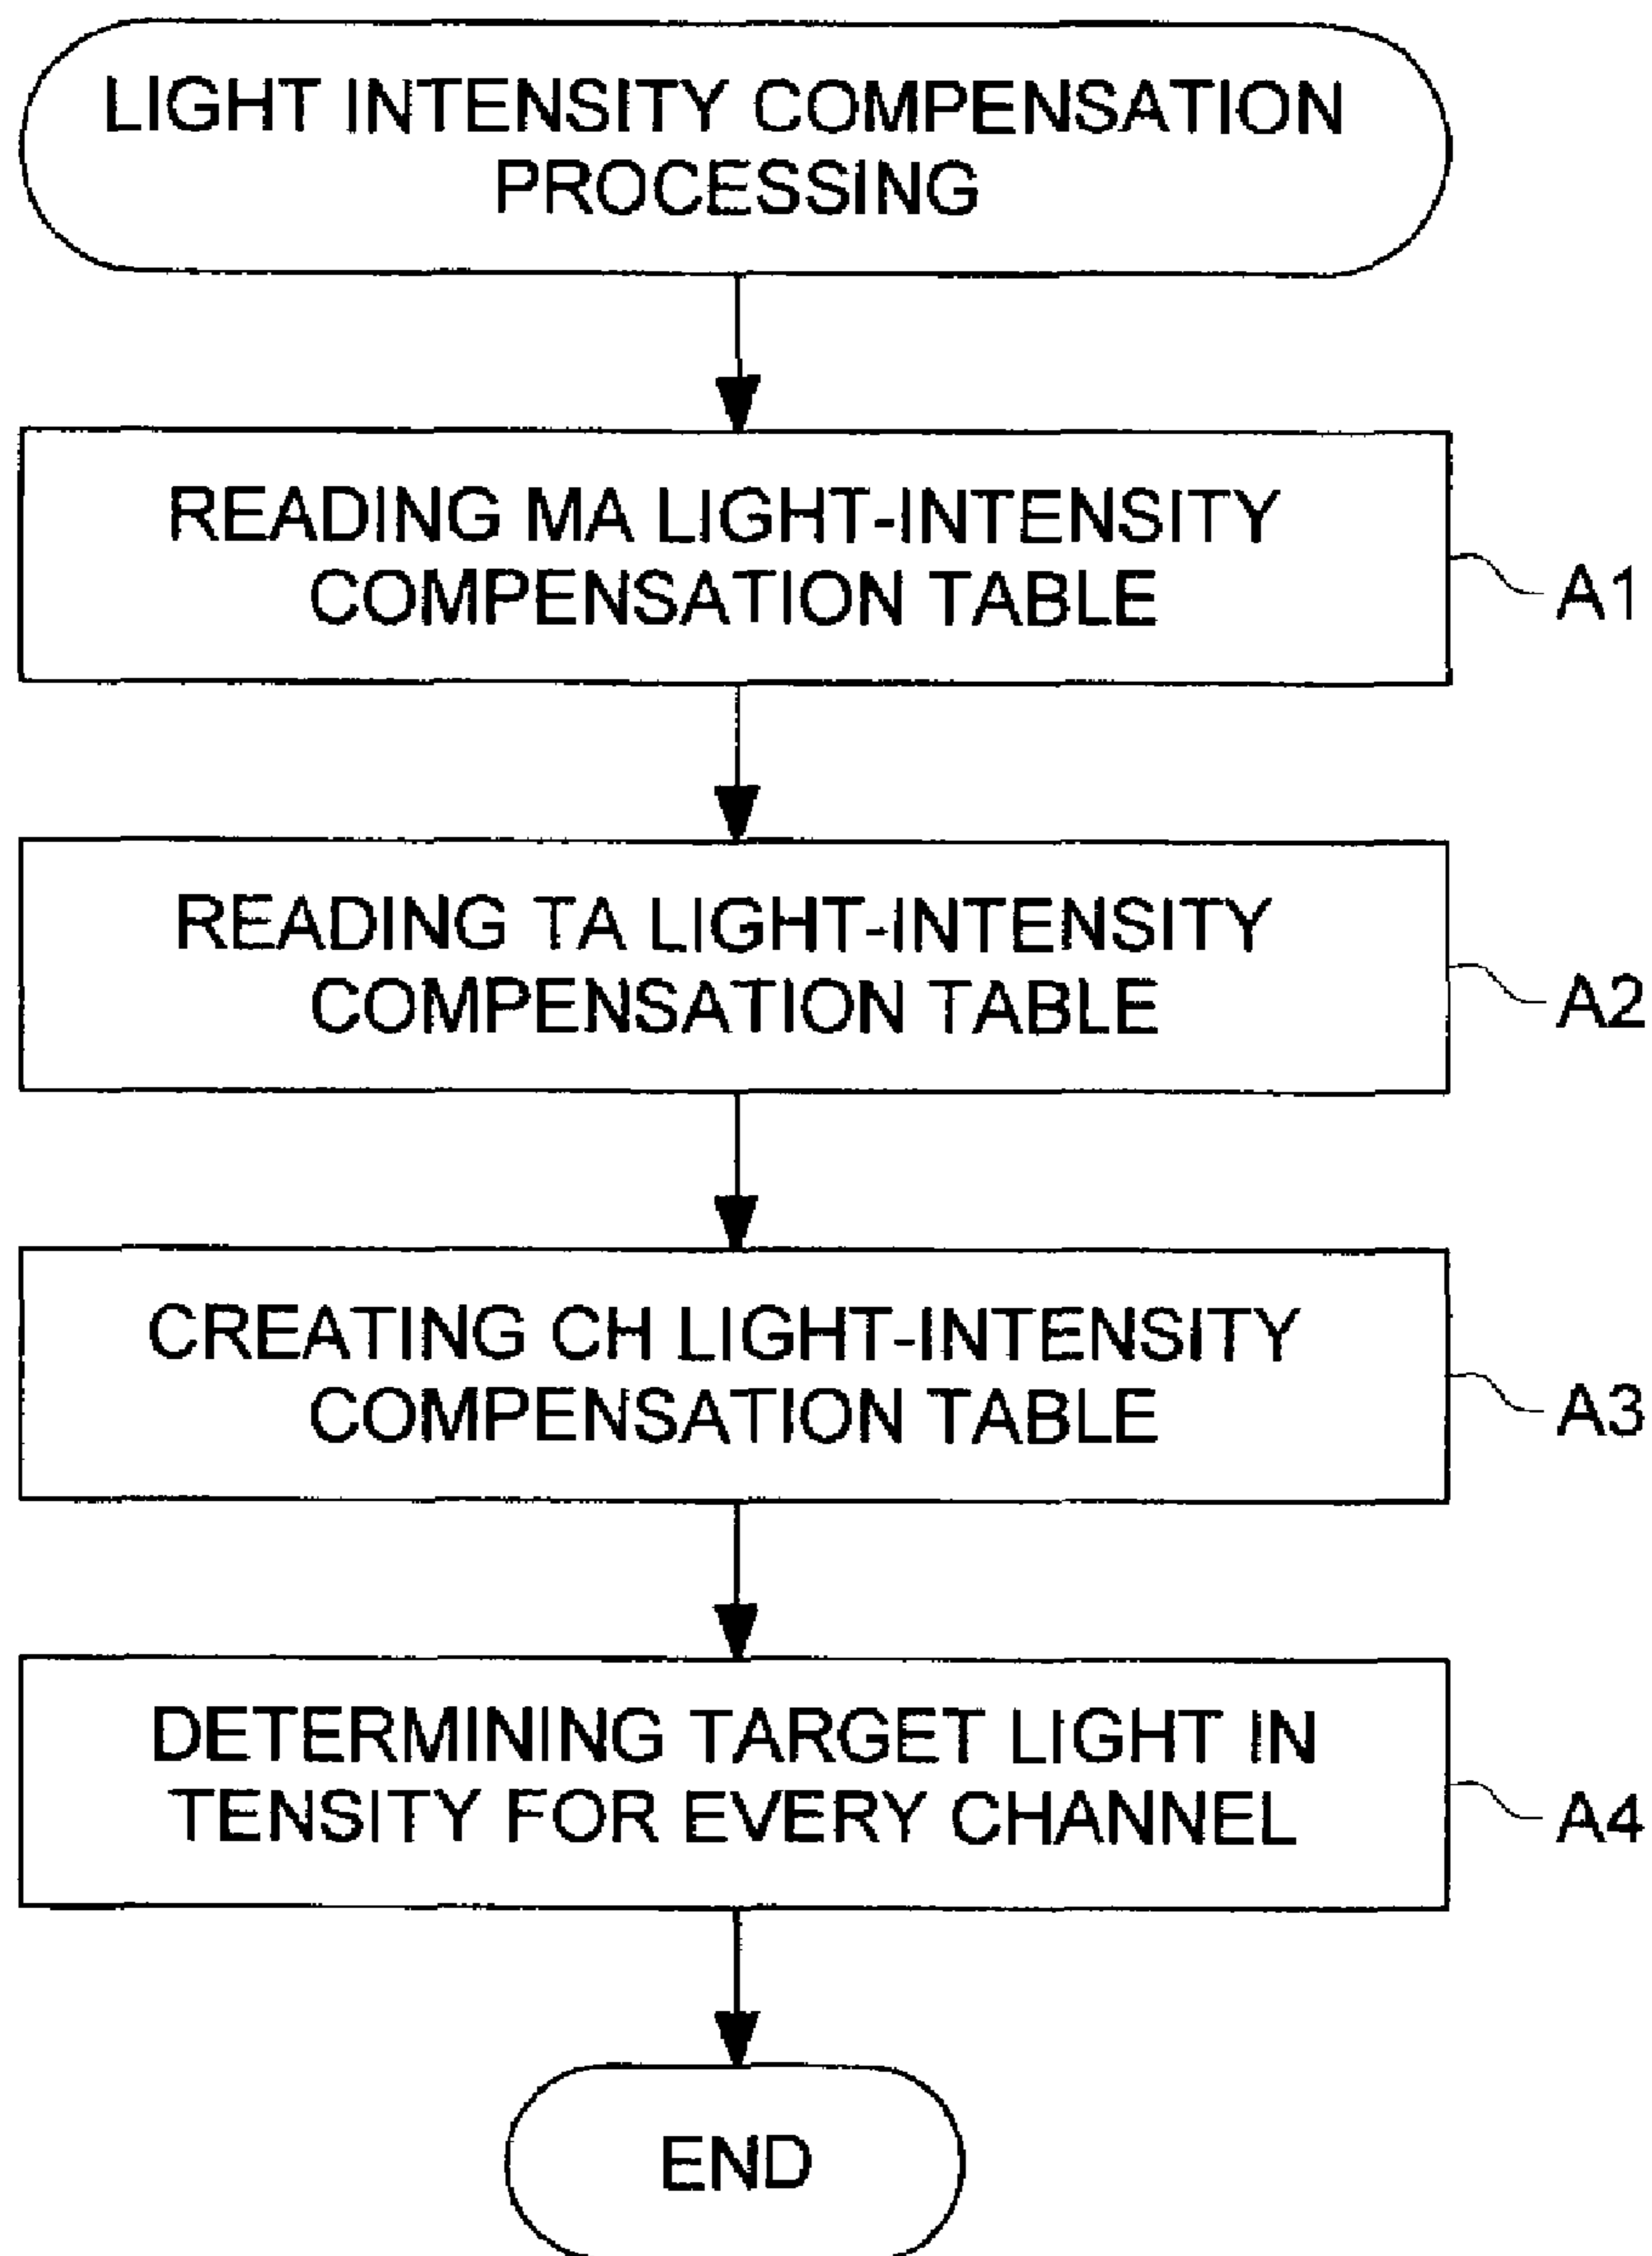 LIGHT INTENSITY COMPENSATION
PROCESSING
READING MA LIGHT-INTENSITY
COMPENSATION TABLE
A1
READING TA LIGHT-INTENSITY
COMPENSATION TABLE
A2
CREATING CH LIGHT-INTENSITY
COMPENSATION TABLE
A3
DETERMINING TARGET LIGHT IN
TENSITY FOR EVERY CHANNEL
A4
END